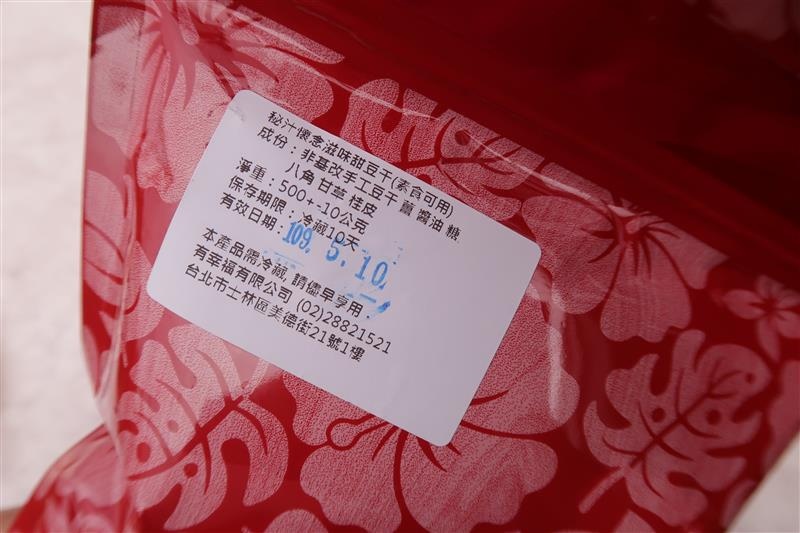 秘汁懷念滋味甜豆干(素食可用)
成份：非基改手工豆干 薑 醬油 糖
八角 甘草 桂皮
淨重：500+-10公克
保存期限：冷藏10天
有效日期：109. 5. 10
本產品需冷藏, 請儘早享用。
有幸福有限公司 (02)28821521
台北市士林區美德街21號1樓